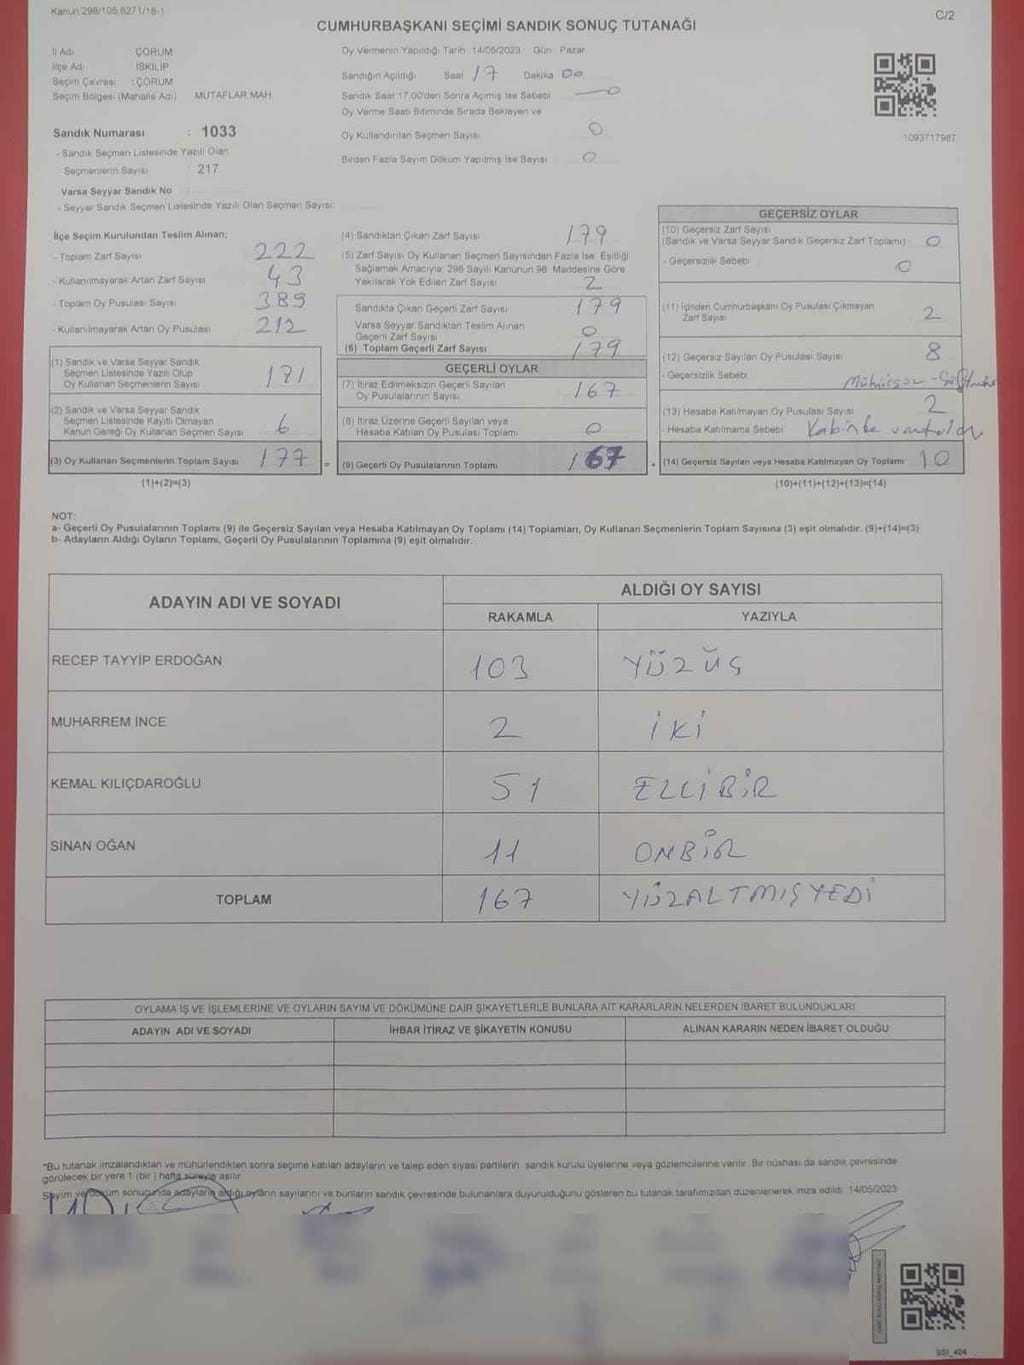 Kanun/298/105,6271/16-1
C/2
CUMHURBAŞKANI SEÇİMİ SANDIK SONUÇ TUTANAĞI
İl Adı : ÇORUM
İlçe Adı : İSKİLİP
Seçim Çevresi : ÇORUM
Seçim Bölgesi (Mahalle Adı) MUTAFLAR MAH
Sandık Numarası : 1033
- Sandık Seçmen Listesinde Yazılı Olan
Seçmenlerin Sayısı : 217
Varsa Seyyar Sandık No
- Seyyar Sandık Seçmen Listesinde Yazılı Olan Seçmen Sayısı
Oy Vermenin Yapıldığı Tarih 14/05/2023 Gün Pazar
Sandığın Açıldığı Saat 17 Dakika 00
Sandık Saat 17.00'den Sonra Açılmış İse Sebebi
Oy Verme Saati Bitiminde Sırada Bekleyen ve
Oy Kullandırılan Seçmen Sayısı 0
Birden Fazla Sayım Döküm Yapılmış İse Sayısı 0
1093717987
İlçe Seçim Kurulundan Teslim Alınan;
- Toplam Zarf Sayısı 222
- Kullanılmayarak Artan Zarf Sayısı 43
- Toplam Oy Pusulası Sayısı 389
- Kullanılmayarak Artan Oy Pusulası 212
(1) Sandık ve Varsa Seyyar Sandık
Seçmen Listesinde Yazılı Olup
Oy Kullanan Seçmenlerin Sayısı 171
(2) Sandık ve Varsa Seyyar Sandık
Seçmen Listesinde Kayıtlı Olmayan
Kanun Gereği Oy Kullanan Seçmen Sayısı 6
(3) Oy Kullanan Seçmenlerin Toplam Sayısı 177 =
(1)+(2)=(3)
(4) Sandıktan Çıkan Zarf Sayısı 179
(5) Zarf Sayısı Oy Kullanan Seçmen Sayısından Fazla İse, Eşitliği
Sağlamak Amacıyla, 298 Sayılı Kanunun 98. Maddesine Göre
Yakılarak Yok Edilen Zarf Sayısı 2
Sandıkta Çıkan Geçerli Zarf Sayısı 179
Varsa Seyyar Sandıktan Teslim Alınan
Geçerli Zarf Sayısı 0
(6) Toplam Geçerli Zarf Sayısı 179
GEÇERLİ OYLAR
(7) İtiraz Edilmeksizin Geçerli Sayılan
Oy Pusulalarının Sayısı 167
(8) İtiraz Üzerine Geçerli Sayılan veya
Hesaba Katılan Oy Pusulası Toplamı 0
(9) Geçerli Oy Pusulalarının Toplamı 167 +
GEÇERSİZ OYLAR
(10) Geçersiz Zarf Sayısı
(Sandık ve Varsa Seyyar Sandık Geçersiz Zarf Toplamı) 0
- Geçersizlik Sebebi 0
(11) İçinden Cumhurbaşkanı Oy Pusulası Çıkmayan
Zarf Sayısı 2
(12) Geçersiz Sayılan Oy Pusulası Sayısı 8
- Geçersizlik Sebebi
(13) Hesaba Katılmayan Oy Pusulası Sayısı 2
- Hesaba Katılmama Sebebi Kabinde
(14) Geçersiz Sayılan veya Hesaba Katılmayan Oy Toplamı 10
(10)+(11)+(12)+(13)=(14)
NOT:
a- Geçerli Oy Pusulalarının Toplamı (9) ile Geçersiz Sayılan veya Hesaba Katılmayan Oy Toplamı (14) Toplamları, Oy Kullanan Seçmenlerin Toplam Sayısına (3) eşit olmalıdır. (9)+(14)=(3)
b- Adayların Aldığı Oyların Toplamı, Geçerli Oy Pusulalarının Toplamına (9) eşit olmalıdır.
ADAYIN ADI VE SOYADI
ALDIĞI OY SAYISI
RAKAMLA YAZIYLA
RECEP TAYYİP ERDOĞAN 103 YÜZÜÇ
MUHARREM İNCE 2 İKİ
KEMAL KILIÇDAROĞLU 51 ELLİBİR
SİNAN OĞAN 11 ONBİR
TOPLAM 167 YÜZALTMIŞYEDİ
OYLAMA İŞ VE İŞLEMLERİNE VE OYLARIN SAYIM VE DÖKÜMÜNE DAİR ŞİKAYETLERLE BUNLARA AİT KARARLARIN NELERDEN İBARET BULUNDUKLARI
ADAYIN ADI VE SOYADI İHBAR İTİRAZ VE ŞİKAYETİN KONUSU ALINAN KARARIN NEDEN İBARET OLDUĞU
*Bu tutanak imzalandıktan ve mühürlendikten sonra seçime katılan adayların ve talep eden siyasi partilerin sandık kurulu üyelerine veya gözlemcilerine verilir. Bir nüshası da sandık çevresinde
görülecek bir yere 1 (bir) hafta süreyle asılır.
Sayım ve döküm sonucunda adayların aldığı oyların sayılarını ve bunların sandık çevresinde bulunanlara duyurulduğunu gösteren bu tutanak tarafımızdan düzenlenerek imza edildi. 14/05/2023
SSI_404